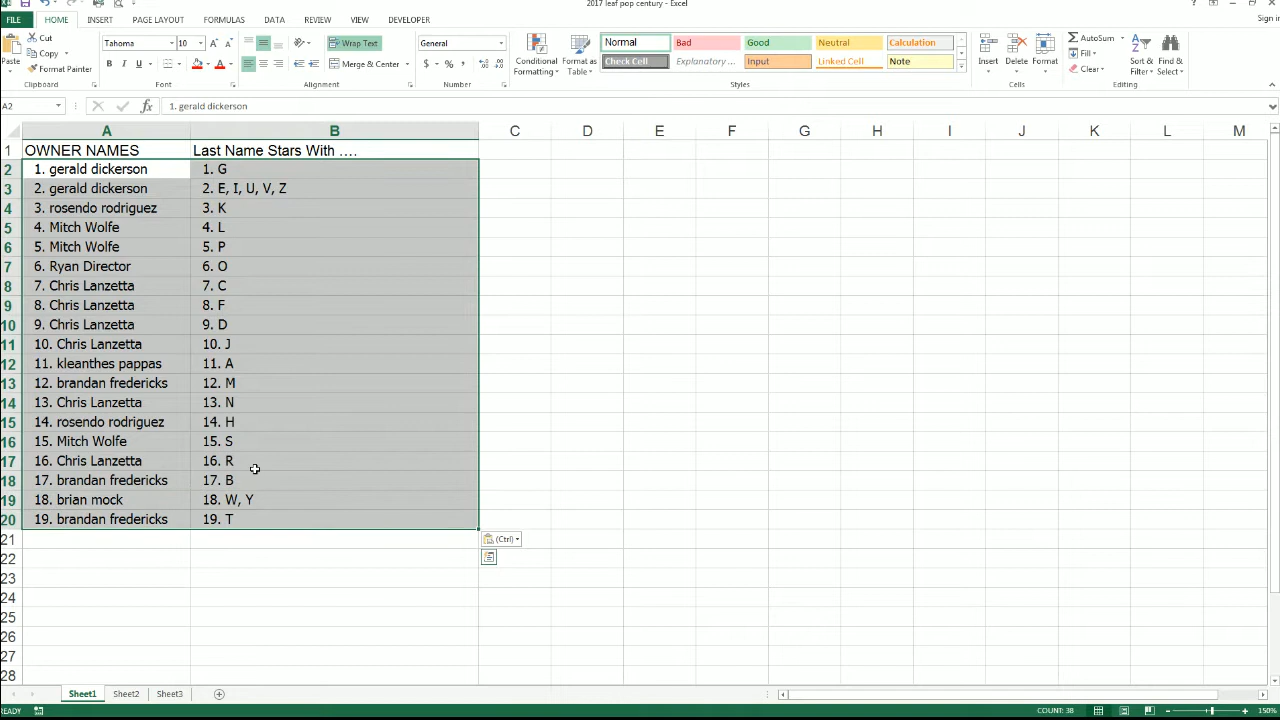 2017 leaf pop century - Excel
Sign in
FILE HOME INSERT PAGE LAYOUT FORMULAS DATA REVIEW VIEW DEVELOPER
Paste
Cut
Copy
Format Painter
Clipboard
Tahoma 10
B I U
Font
Wrap Text
Merge & Center
Alignment
General
$ % ,
Number
Conditional Formatting
Format as Table
Normal Bad Good Neutral Calculation
Check Cell Explanatory ... Input Linked Cell Note
Styles
Insert Delete Format
Cells
AutoSum
Fill
Clear
Sort & Filter
Find & Select
Editing
A2 fx 1. gerald dickerson
A B C D E F G H I J K L M
1 OWNER NAMES Last Name Stars With ....
2 1. gerald dickerson 1. G
3 2. gerald dickerson 2. E, I, U, V, Z
4 3. rosendo rodriguez 3. K
5 4. Mitch Wolfe 4. L
6 5. Mitch Wolfe 5. P
7 6. Ryan Director 6. O
8 7. Chris Lanzetta 7. C
9 8. Chris Lanzetta 8. F
10 9. Chris Lanzetta 9. D
11 10. Chris Lanzetta 10. J
12 11. kleanthes pappas 11. A
13 12. brandan fredericks 12. M
14 13. Chris Lanzetta 13. N
15 14. rosendo rodriguez 14. H
16 15. Mitch Wolfe 15. S
17 16. Chris Lanzetta 16. R
18 17. brandan fredericks 17. B
19 18. brian mock 18. W, Y
20 19. brandan fredericks 19. T
21 (Ctrl)
22
23
24
25
26
27
28
Sheet1 Sheet2 Sheet3
READY COUNT: 38 150%